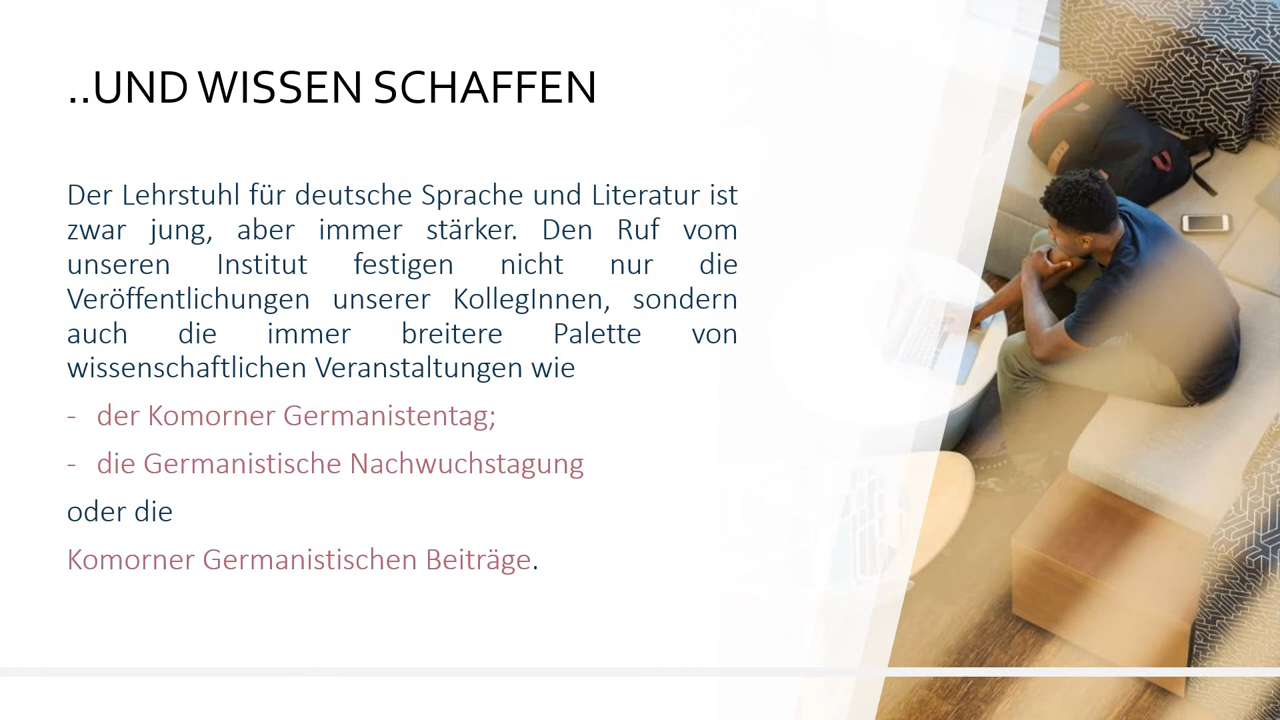 ..UND WISSEN SCHAFFEN
Der Lehrstuhl für deutsche Sprache und Literatur ist
zwar jung, aber immer stärker. Den Ruf vom
unseren Institut festigen nicht nur die
Veröffentlichungen unserer KollegInnen, sondern
auch die immer breitere Palette von
wissenschaftlichen Veranstaltungen wie
- der Komorner Germanistentag;
- die Germanistische Nachwuchstagung
oder die
Komorner Germanistischen Beiträge.